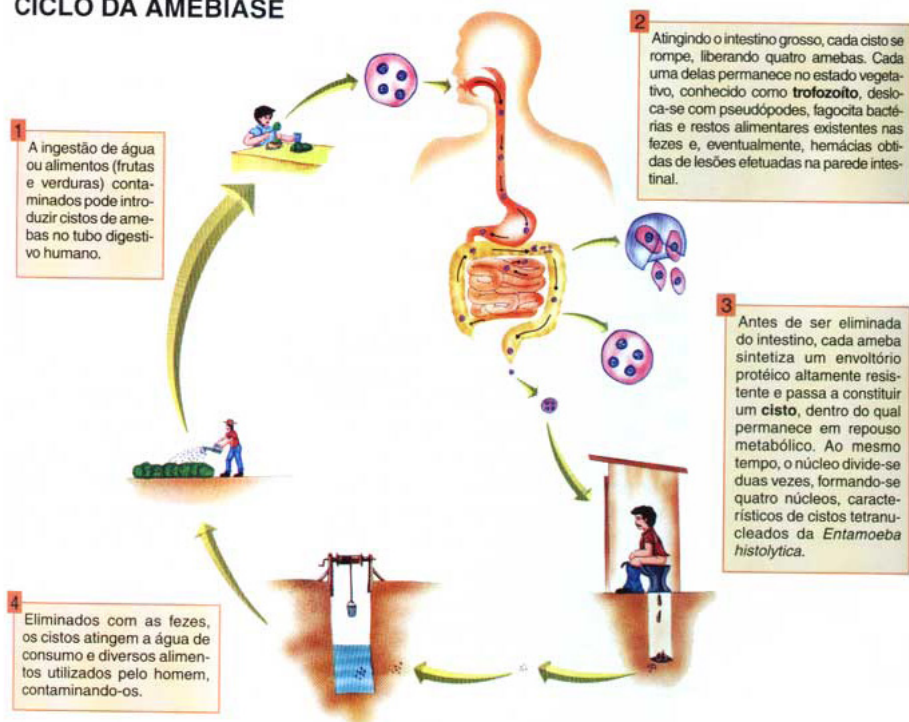 CICLO DA AMEBÍASE
1
A ingestão de água
ou alimentos (frutas
e verduras) conta-
minados pode intro-
duzir cistos de ame-
bas no tubo digesti-
vo humano.
2
Atingindo o intestino grosso, cada cisto se
rompe, liberando quatro amebas. Cada
uma delas permanece no estado vegeta-
tivo, conhecido como trofozoíto, deslo-
ca-se com pseudópodes, fagocita bacté-
rias e restos alimentares existentes nas
fezes e, eventualmente, hemácias obti-
das de lesões efetuadas na parede intes-
tinal.
3
Antes de ser eliminada
do intestino, cada ameba
sintetiza um envoltório
protéico altamente resis-
tente e passa a constituir
um cisto, dentro do qual
permanece em repouso
metabólico. Ao mesmo
tempo, o núcleo divide-se
duas vezes, formando-se
quatro núcleos, caracte-
rísticos de cistos tetranu-
cleados da Entamoeba
histolytica.
4
Eliminados com as fezes,
os cistos atingem a água de
consumo e diversos alimen-
tos utilizados pelo homem,
contaminando-os.